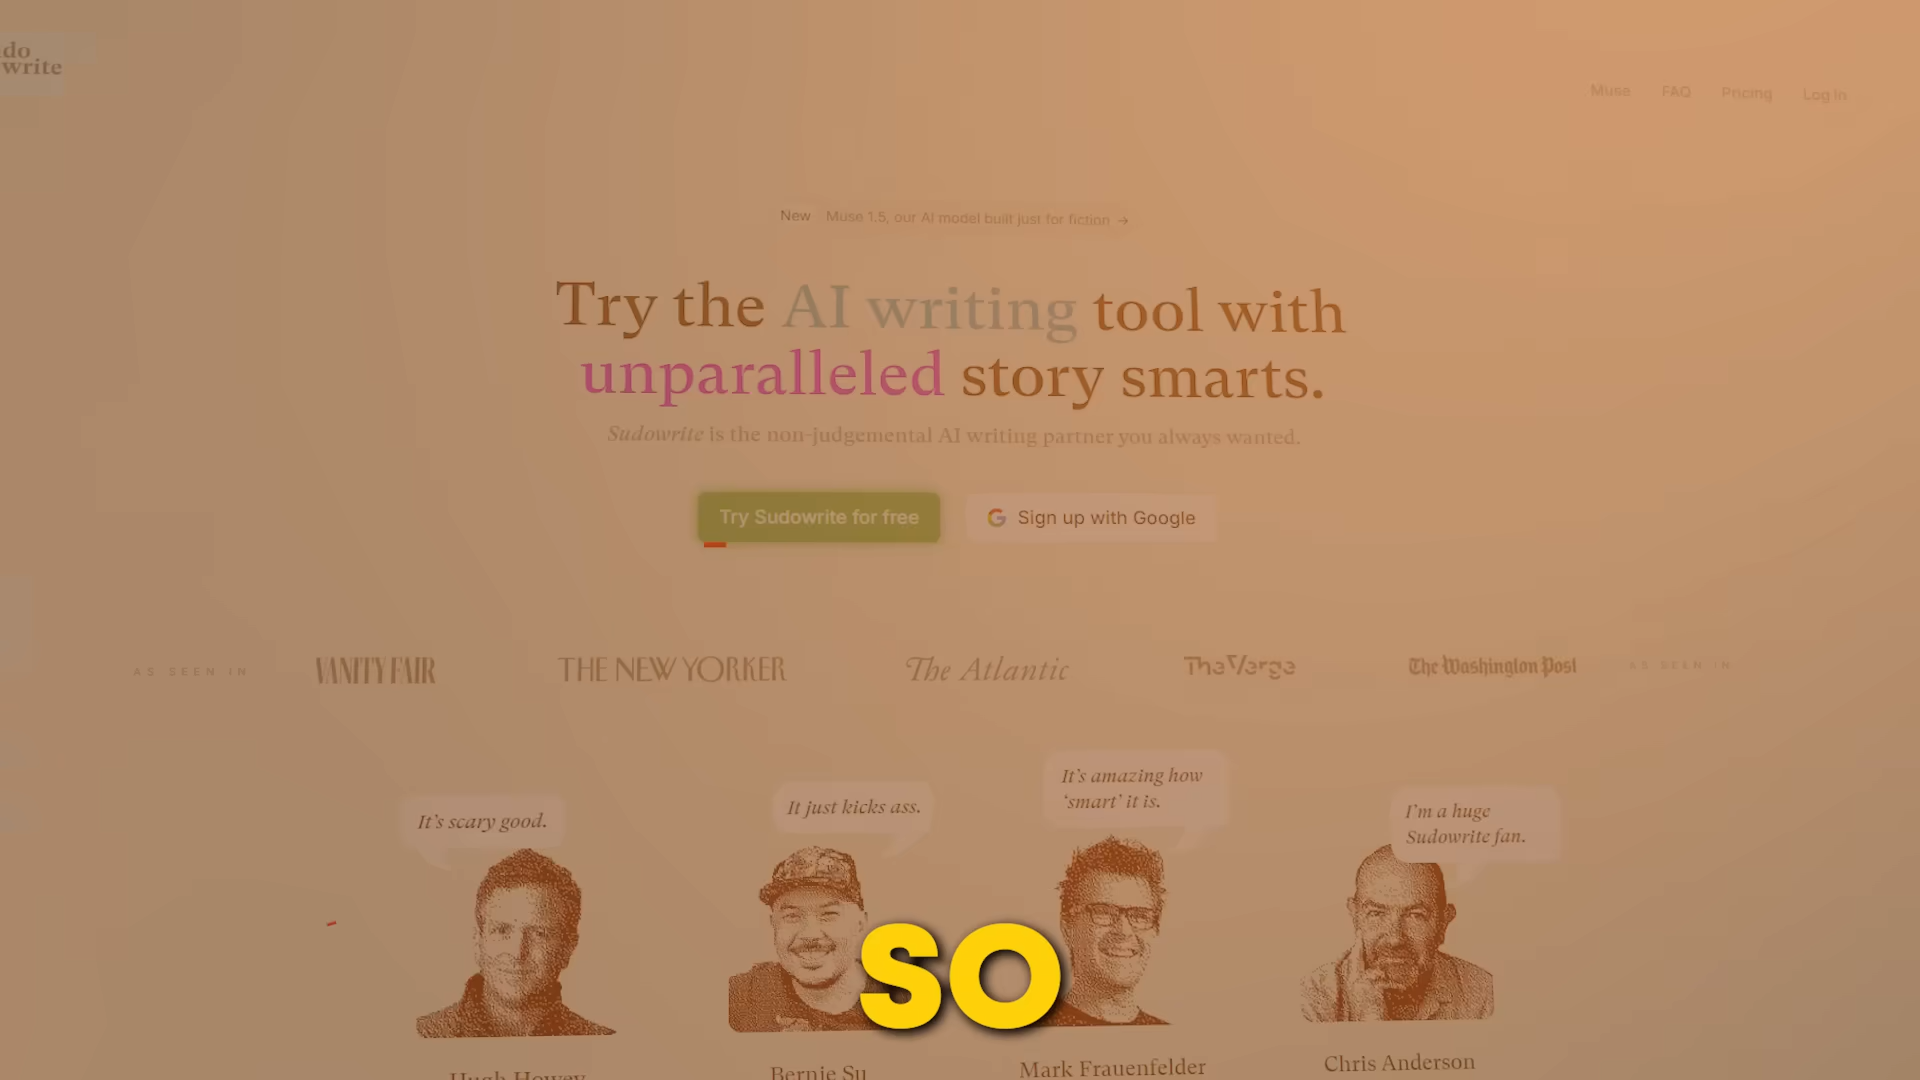 do
write
Muse FAQ Pricing Log In
New Muse 1.5, our AI model built just for fiction →
Try the AI writing tool with
unparalleled story smarts.
Sudowrite is the non-judgemental AI writing partner you always wanted.
Try Sudowrite for free
Sign up with Google
AS SEEN IN VANITY FAIR THE NEW YORKER The Atlantic The Verge The Washington Post AS SEEN IN
It's scary good.
It just kicks ass.
It's amazing how
'smart' it is.
I'm a huge
Sudowrite fan.
SO
Hugh Howey Bernie Su Mark Frauenfelder Chris Anderson